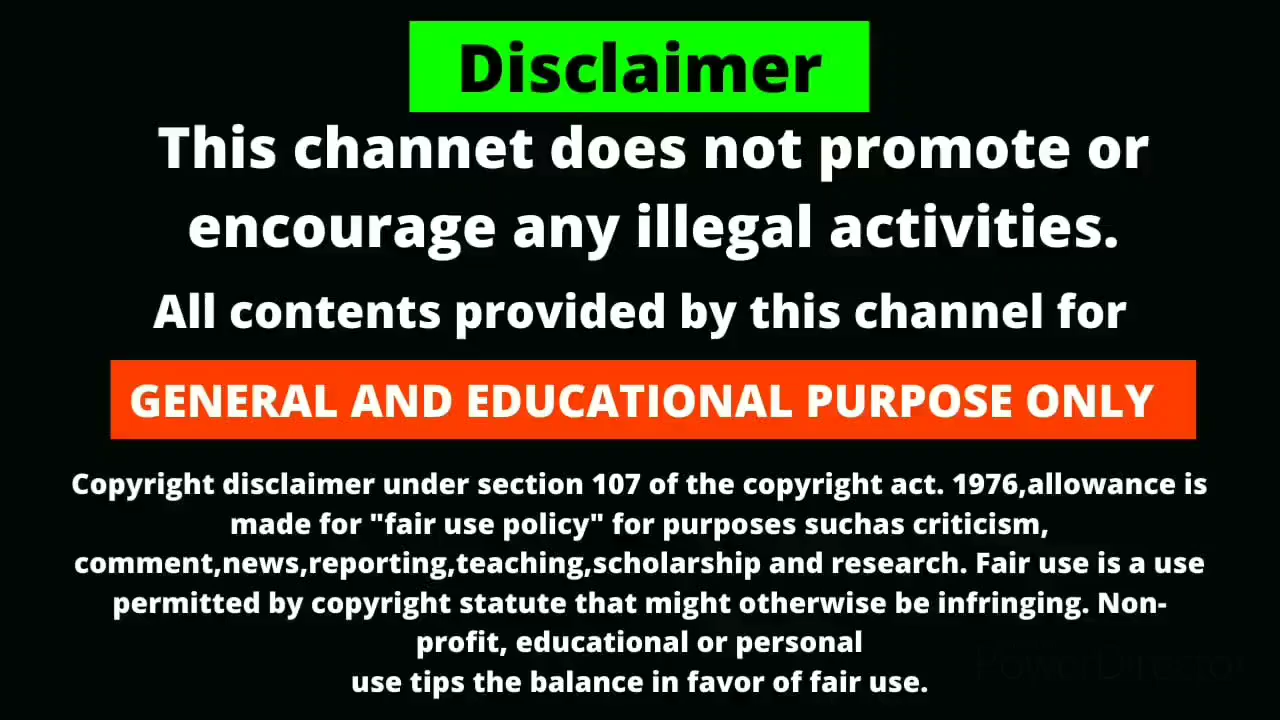 Disclaimer
This channet does not promote or
encourage any illegal activities.
All contents provided by this channel for
GENERAL AND EDUCATIONAL PURPOSE ONLY
Copyright disclaimer under section 107 of the copyright act. 1976,allowance is
made for "fair use policy" for purposes suchas criticism,
comment,news,reporting,teaching,scholarship and research. Fair use is a use
permitted by copyright statute that might otherwise be infringing. Non-
profit, educational or personal
use tips the balance in favor of fair use.
PowerDirector